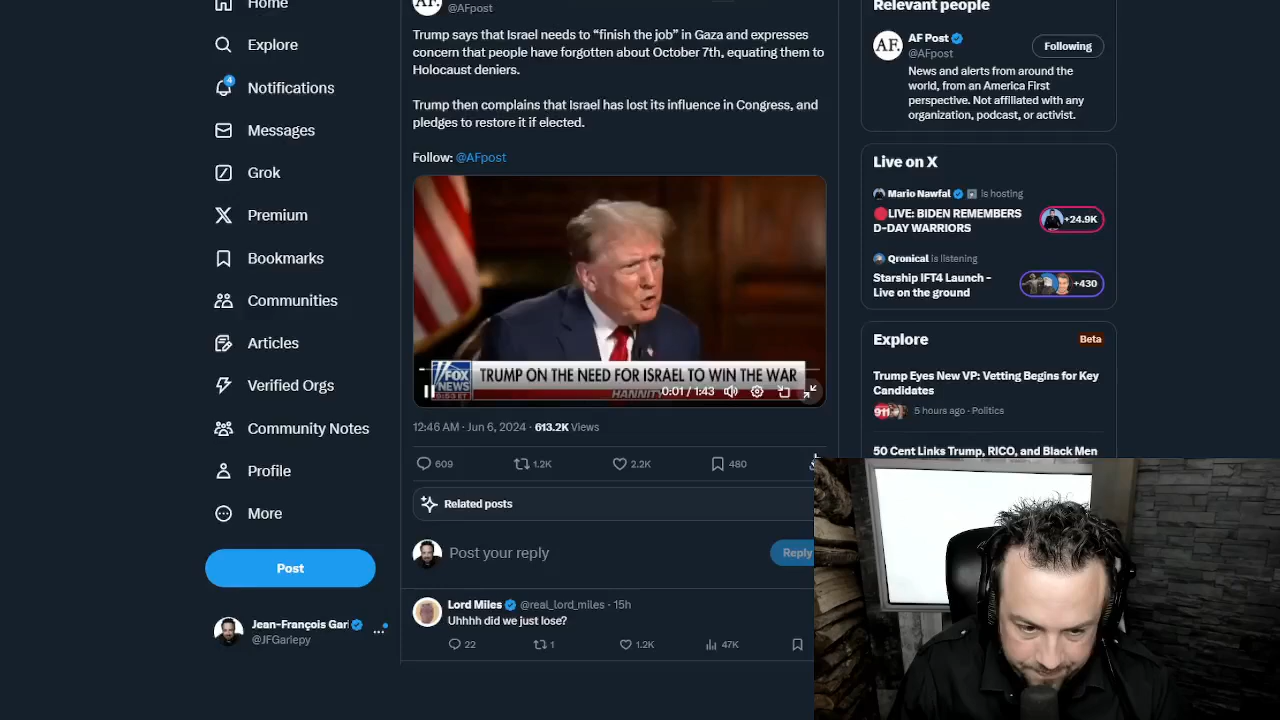 Home
Explore
4
Notifications
Messages
Grok
Premium
Bookmarks
Communities
Articles
Verified Orgs
Community Notes
Profile
More
Post
Jean-François Garl
@JFGarlepy
AF.
@AFpost
Trump says that Israel needs to “finish the job” in Gaza and expresses
concern that people have forgotten about October 7th, equating them to
Holocaust deniers.
Trump then complains that Israel has lost its influence in Congress, and
pledges to restore it if elected.
Follow: @AFpost
FOX
NEWS
TRUMP ON THE NEED FOR ISRAEL TO WIN THE WAR
HANNITY
0:01 / 1:43
12:46 AM · Jun 6, 2024 · 613.2K Views
609 1.2K 2.2K 480
Related posts
Post your reply
Reply
Lord Miles @real_lord_miles · 15h
Uhhhh did we just lose?
22 1 1.2K 47K
Relevant people
AF.
AF Post
@AFpost
Following
News and alerts from around the
world, from an America First
perspective. Not affiliated with any
organization, podcast, or activist.
Live on X
Mario Nawfal is hosting
LIVE: BIDEN REMEMBERS
D-DAY WARRIORS
+24.9K
Qronical is listening
Starship IFT4 Launch -
Live on the ground
+430
Explore
Beta
Trump Eyes New VP: Vetting Begins for Key
Candidates
5 hours ago · Politics
50 Cent Links Trump, RICO, and Black Men